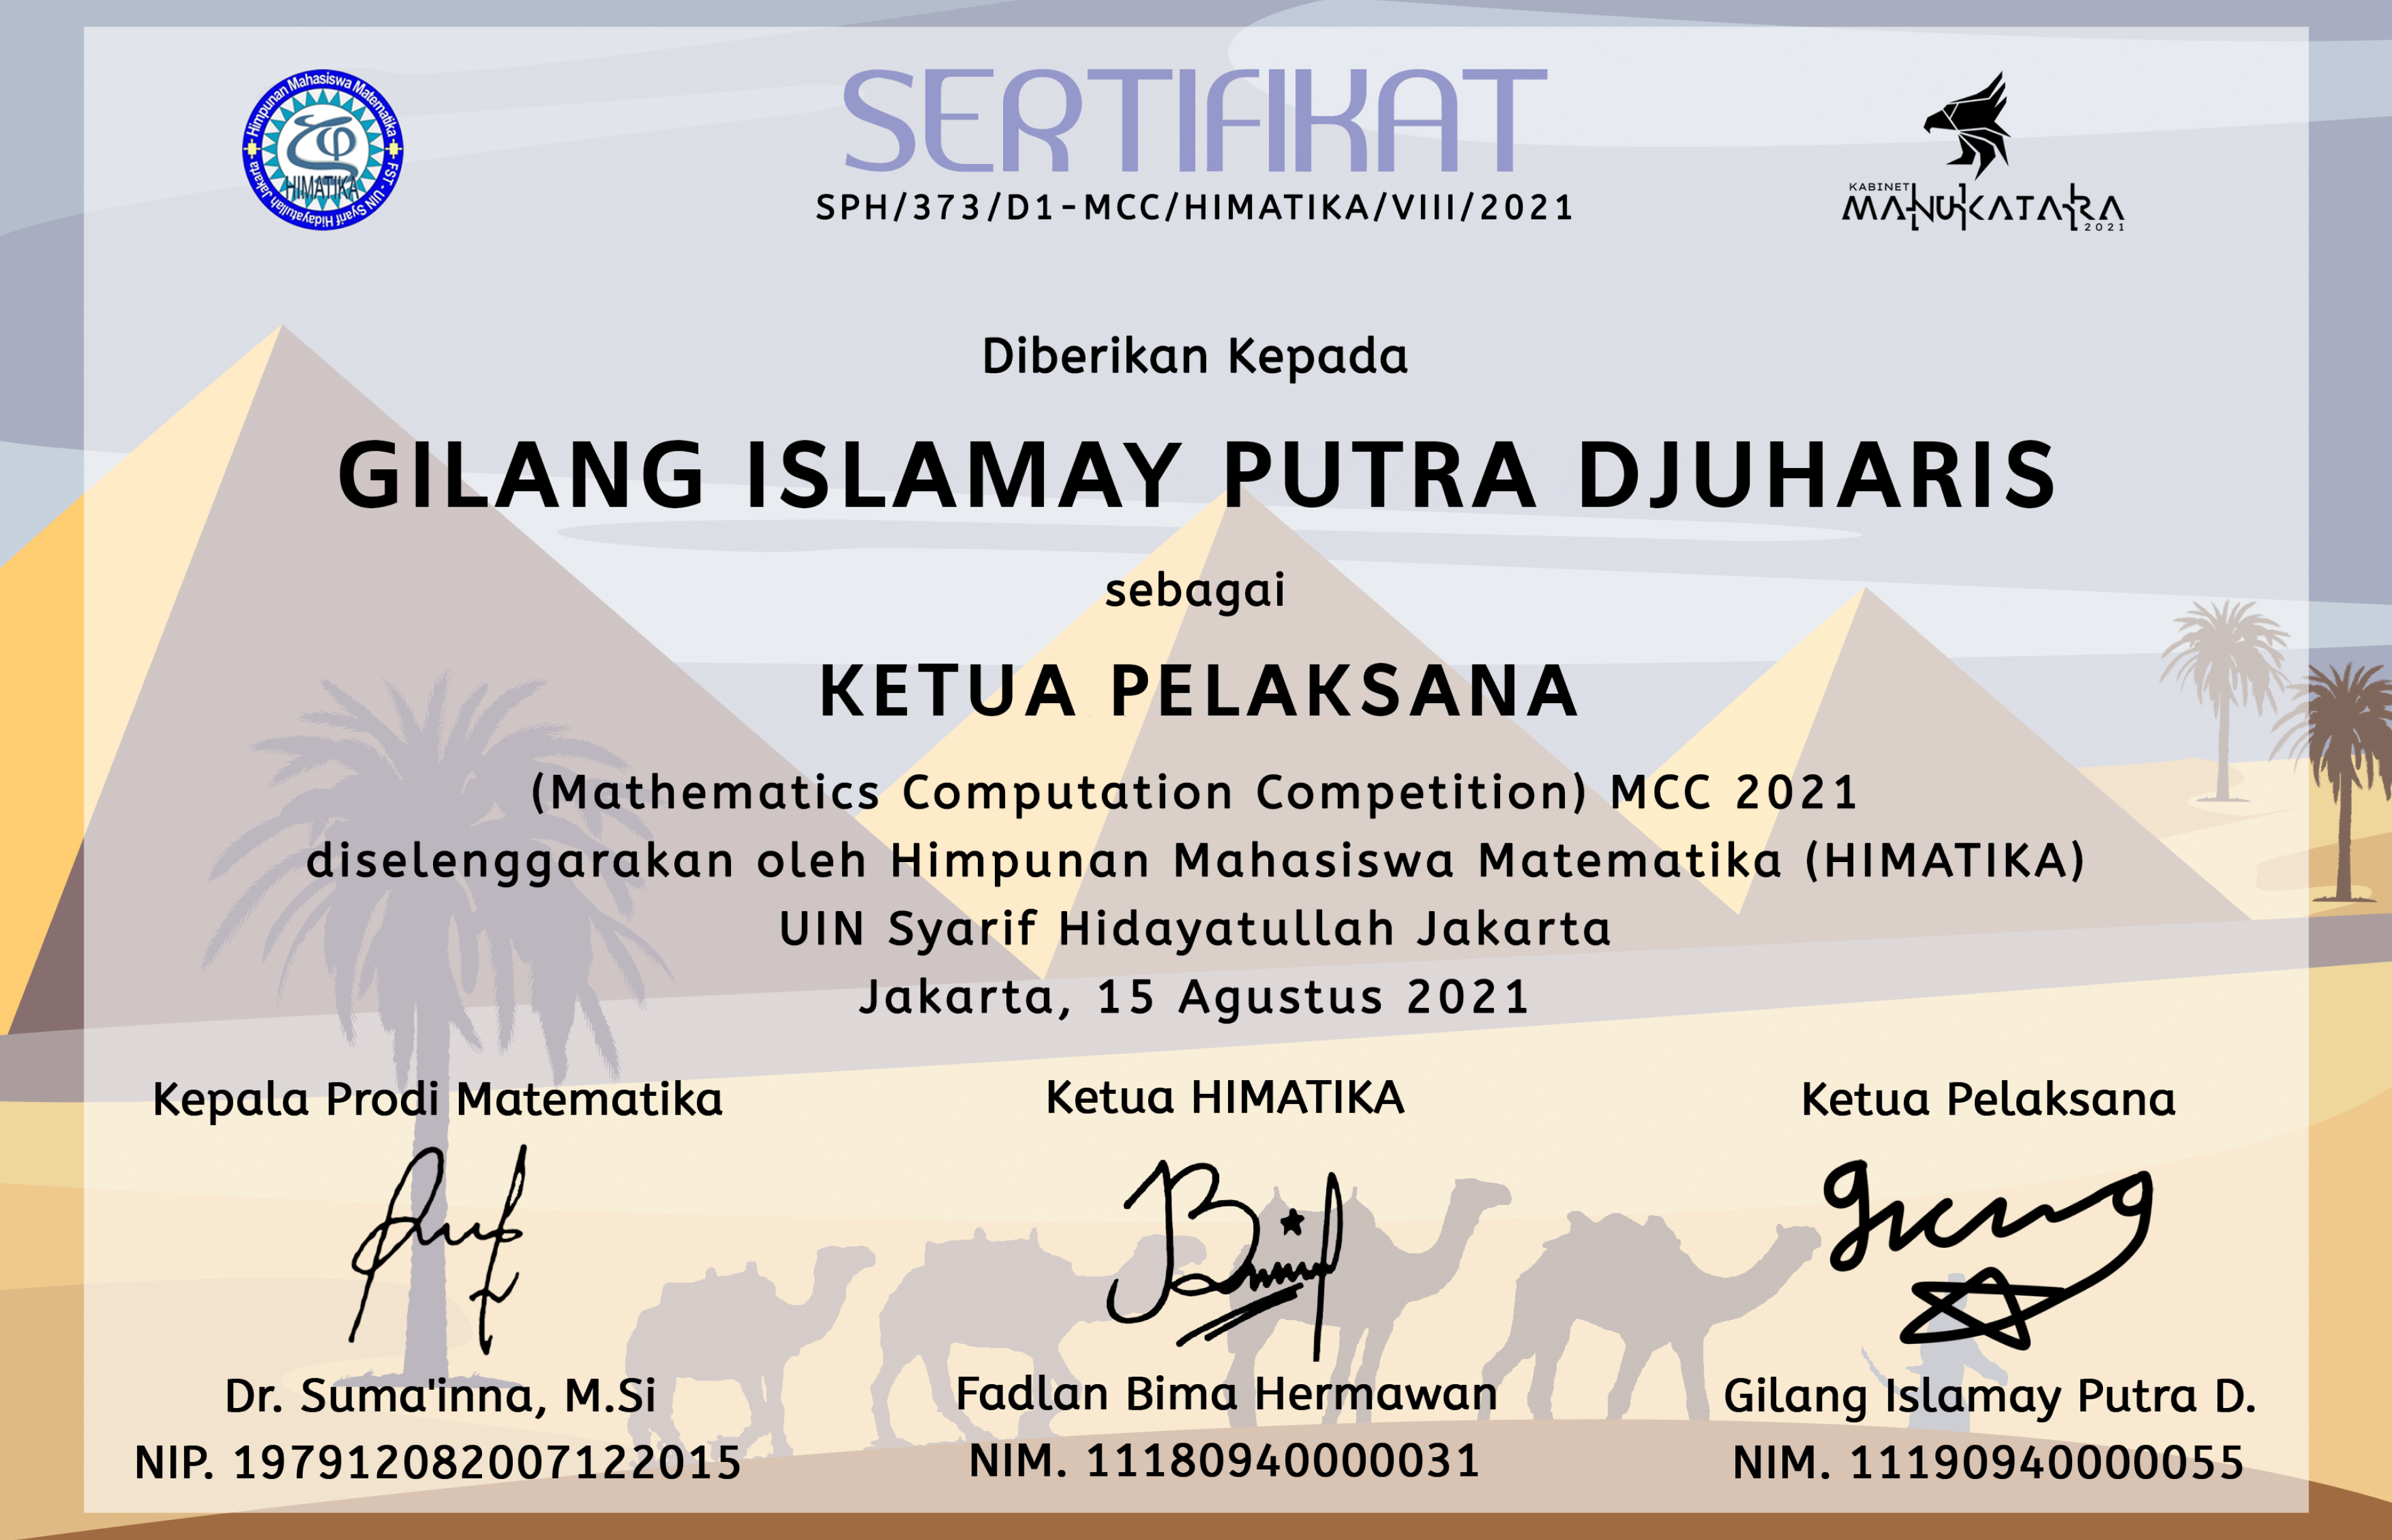 Himpunan Mahasiswa Matematika
FST - UIN Syarif Hidayatullah Jakarta
HIMATIKA
SERTIFIKAT
SPH/373/D1-MCC/HIMATIKA/VIII/2021
KABINET
MANUKATARA
2021
Diberikan Kepada
GILANG ISLAMAY PUTRA DJUHARIS
sebagai
KETUA PELAKSANA
(Mathematics Computation Competition) MCC 2021
diselenggarakan oleh Himpunan Mahasiswa Matematika (HIMATIKA)
UIN Syarif Hidayatullah Jakarta
Jakarta, 15 Agustus 2021
Kepala Prodi Matematika
Dr. Suma'inna, M.Si
NIP. 197912082007122015
Ketua HIMATIKA
Fadlan Bima Hermawan
NIM. 11180940000031
Ketua Pelaksana
Gilang Islamay Putra D.
NIM. 11190940000055